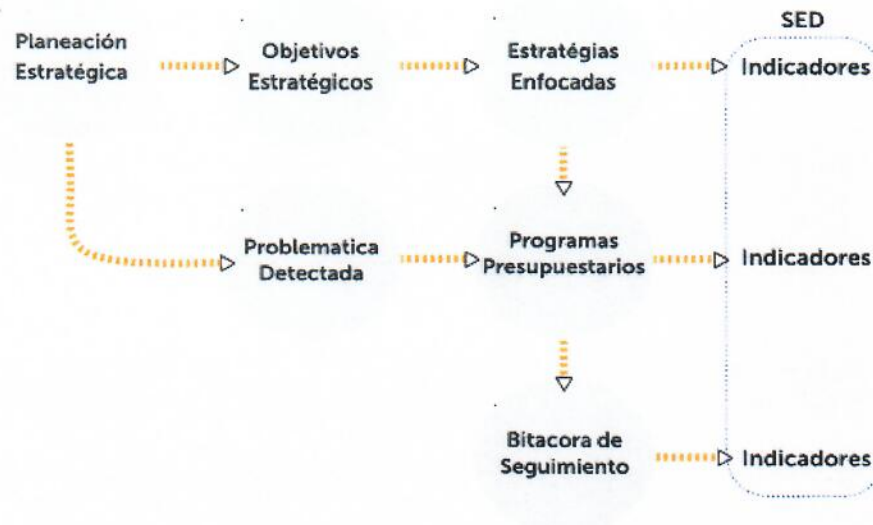 SED
Planeación
Estratégica
Objetivos
Estratégicos
Estratégias
Enfocadas
Indicadores
Problematica
Detectada
Programas
Presupuestarios
Indicadores
Bitacora de
Seguimiento
Indicadores